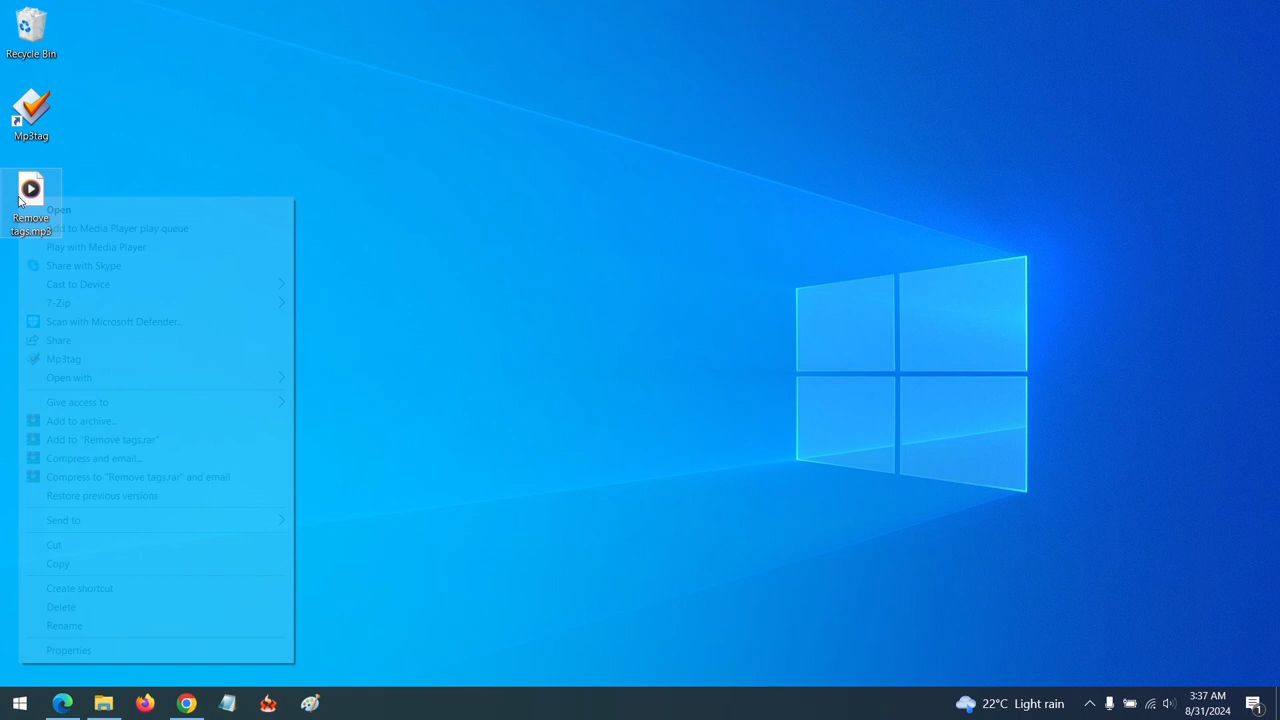 Recycle Bin
Mp3tag
Remove
tags.mp3
Open
Add to Media Player play queue
Play with Media Player
Share with Skype
Cast to Device
7-Zip
Scan with Microsoft Defender...
Share
Mp3tag
Open with
Give access to
Add to archive...
Add to "Remove tags.rar"
Compress and email...
Compress to "Remove tags.rar" and email
Restore previous versions
Send to
Cut
Copy
Create shortcut
Delete
Rename
Properties
22°C Light rain
3:37 AM
8/31/2024
1